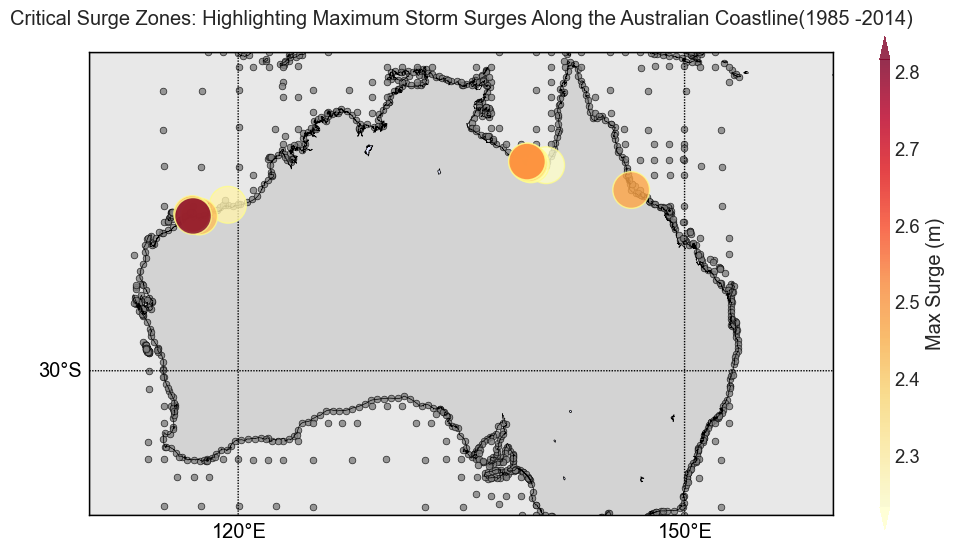 Critical Surge Zones: Highlighting Maximum Storm Surges Along the Australian Coastline(1985 -2014)
2.8
2.7
2.6
2.5
2.4
2.3
Max Surge (m)
30°S
120°E
150°E